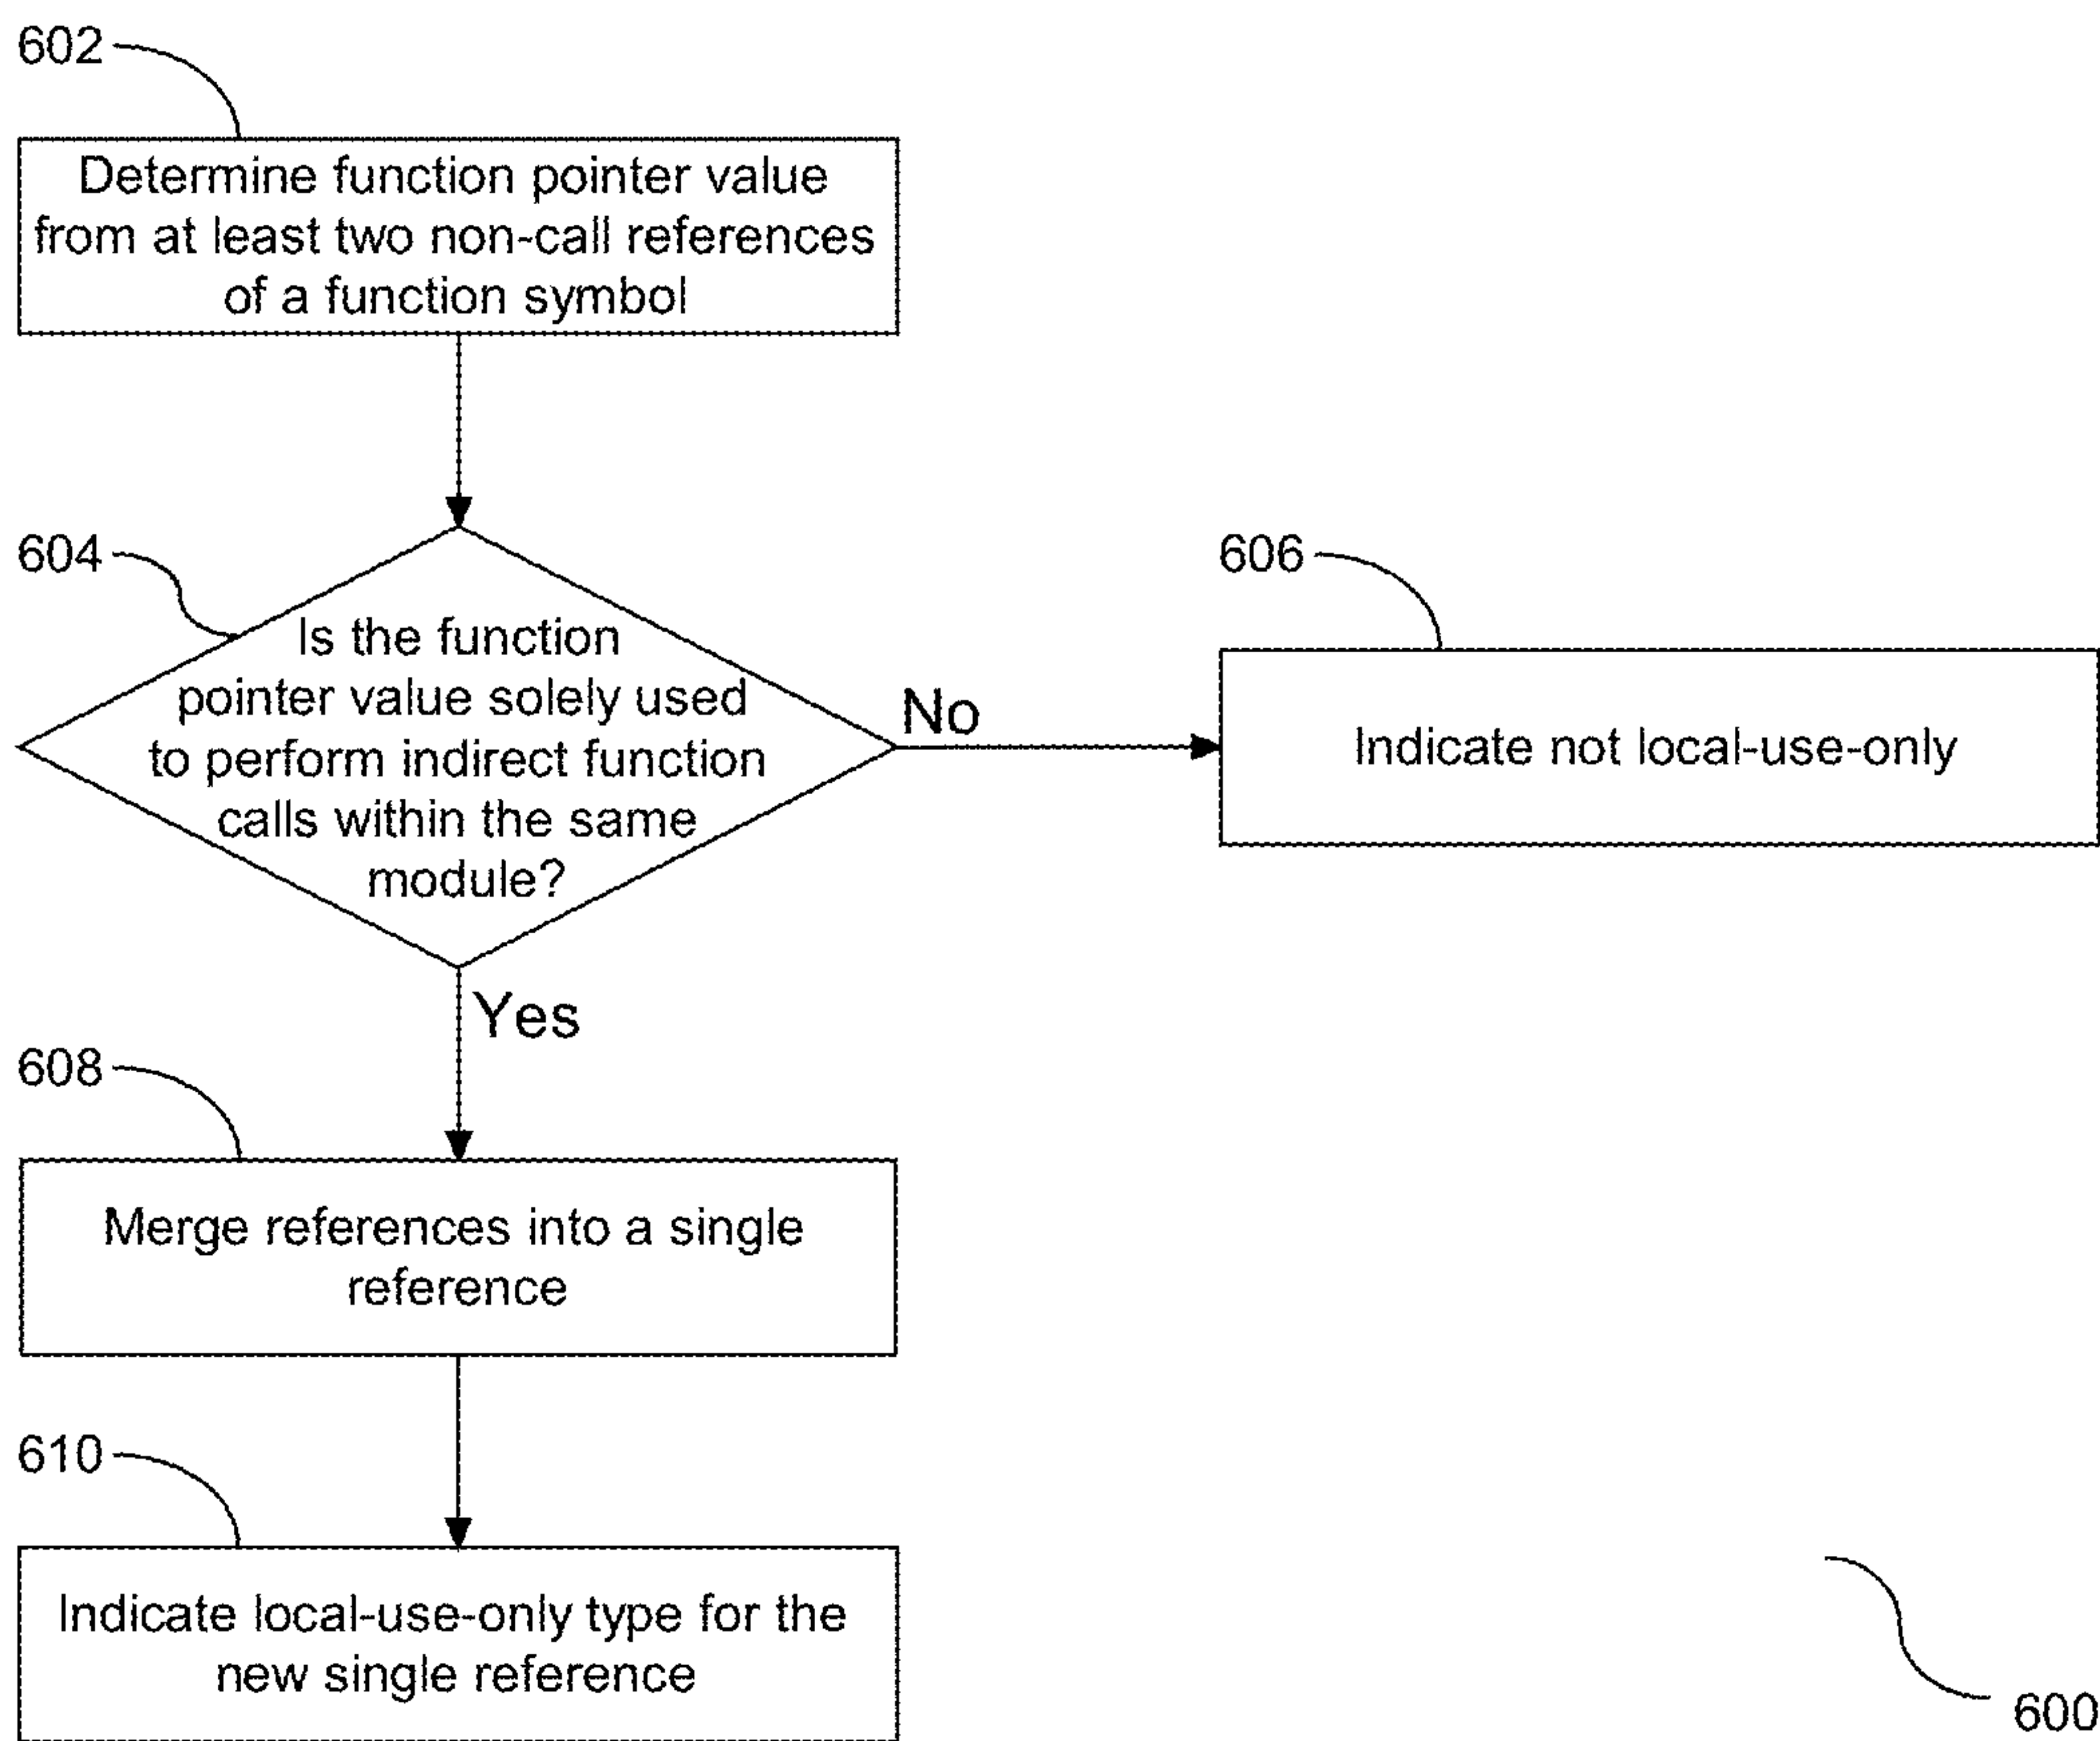 602
Determine function pointer value
from at least two non-call references
of a function symbol
604
Is the function
pointer value solely used
to perform indirect function
calls within the same
module?
No
606
Indicate not local-use-only
Yes
608
Merge references into a single
reference
610
Indicate local-use-only type for the
new single reference
600